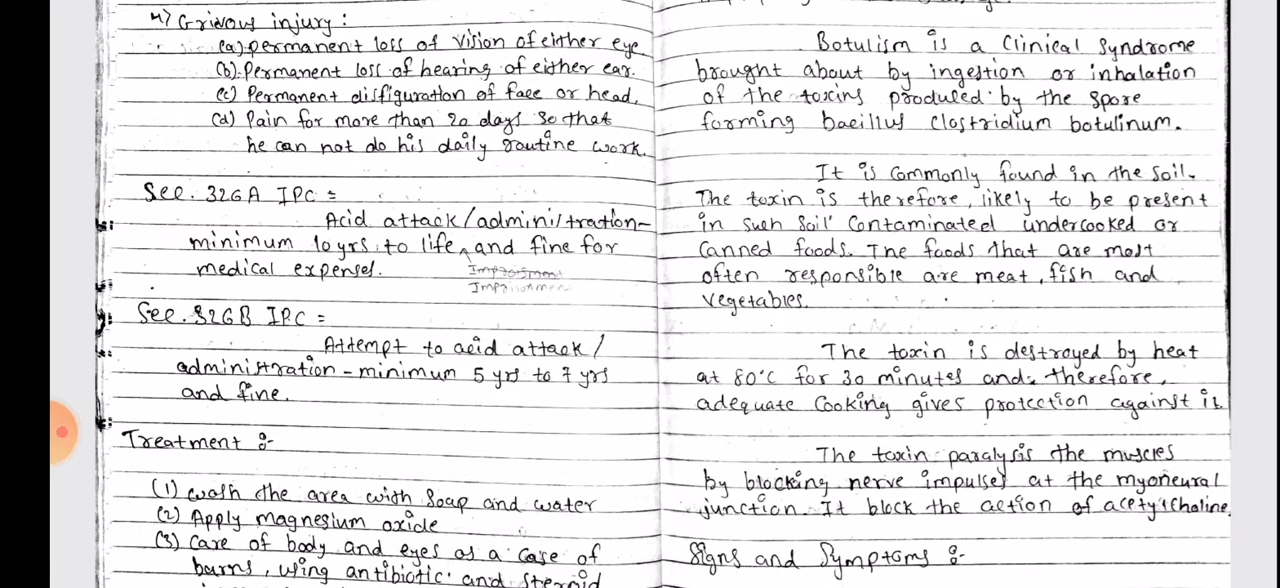 4) Grivous injury:
(a) permanent loss of vision of either eye.
(b). Permanent loss of hearing of either ear.
(c) Permanent disfiguration of face or head.
(d) Pain for more than 20 days so that
he can not do his daily routine work.
Sec. 326A IPC =
Acid attack/administration-
minimum 10yrs to life, and fine for
medical expenses.
Imprisonment
Sec. 326B IPC =
Attempt to acid attack/
administration - minimum 5 yrs to 7 yrs
and fine.
Treatment :-
(1) wash the area with soap and water
(2) Apply magnesium oxide
(3) Care of body and eyes as a case of
burns, using antibiotic and steroid
Botulism is a Clinical Syndrome
brought about by ingestion or inhalation
of the toxins produced by the spore
forming bacillus Clostridium botulinum.
It is commonly found in the soil.
The toxin is therefore, likely to be present
in such soil contaminated undercooked or
canned foods. The foods that are most
often responsible are meat, fish and
vegetables.
The toxin is destroyed by heat
at 80°C for 30 minutes and, therefore,
adequate cooking gives protection against it.
The toxin paralysis the muscles
by blocking nerve impulses at the myoneural
junction. It block the action of acetylcholine.
Signs and Symptoms :-